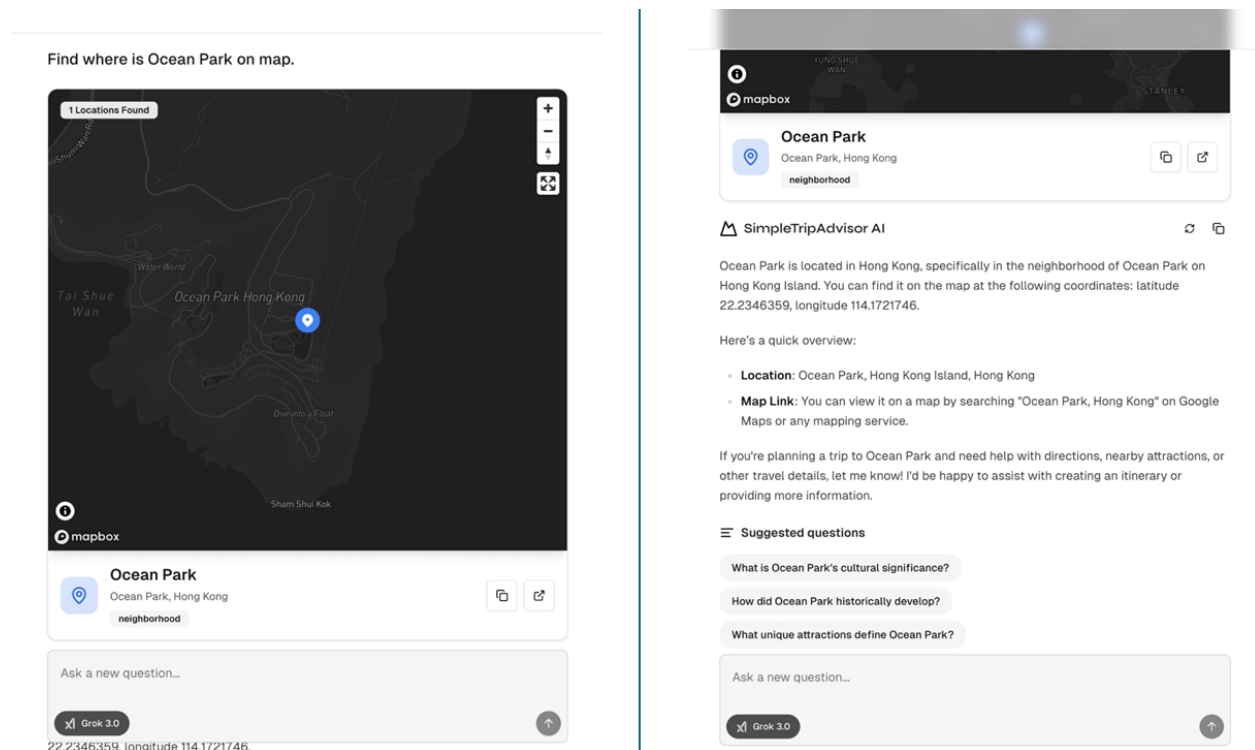 Find where is Ocean Park on map.
1 Locations Found
Shum Wan Rd
Water World
Tai Shue
Wan
Ocean Park Hong Kong
Dive into a Float
Sham Shui Kok
mapbox
Ocean Park
Ocean Park, Hong Kong
neighborhood
Ask a new question...
Grok 3.0
22.2346359, longitude 114.1721746.
YUNG SHUE
WAN
STANLEY
mapbox
Ocean Park
Ocean Park, Hong Kong
neighborhood
SimpleTripAdvisor AI
Ocean Park is located in Hong Kong, specifically in the neighborhood of Ocean Park on
Hong Kong Island. You can find it on the map at the following coordinates: latitude
22.2346359, longitude 114.1721746.
Here's a quick overview:
Location: Ocean Park, Hong Kong Island, Hong Kong
Map Link: You can view it on a map by searching "Ocean Park, Hong Kong" on Google
Maps or any mapping service.
If you're planning a trip to Ocean Park and need help with directions, nearby attractions, or
other travel details, let me know! I'd be happy to assist with creating an itinerary or
providing more information.
Suggested questions
What is Ocean Park's cultural significance?
How did Ocean Park historically develop?
What unique attractions define Ocean Park?
Ask a new question...
Grok 3.0